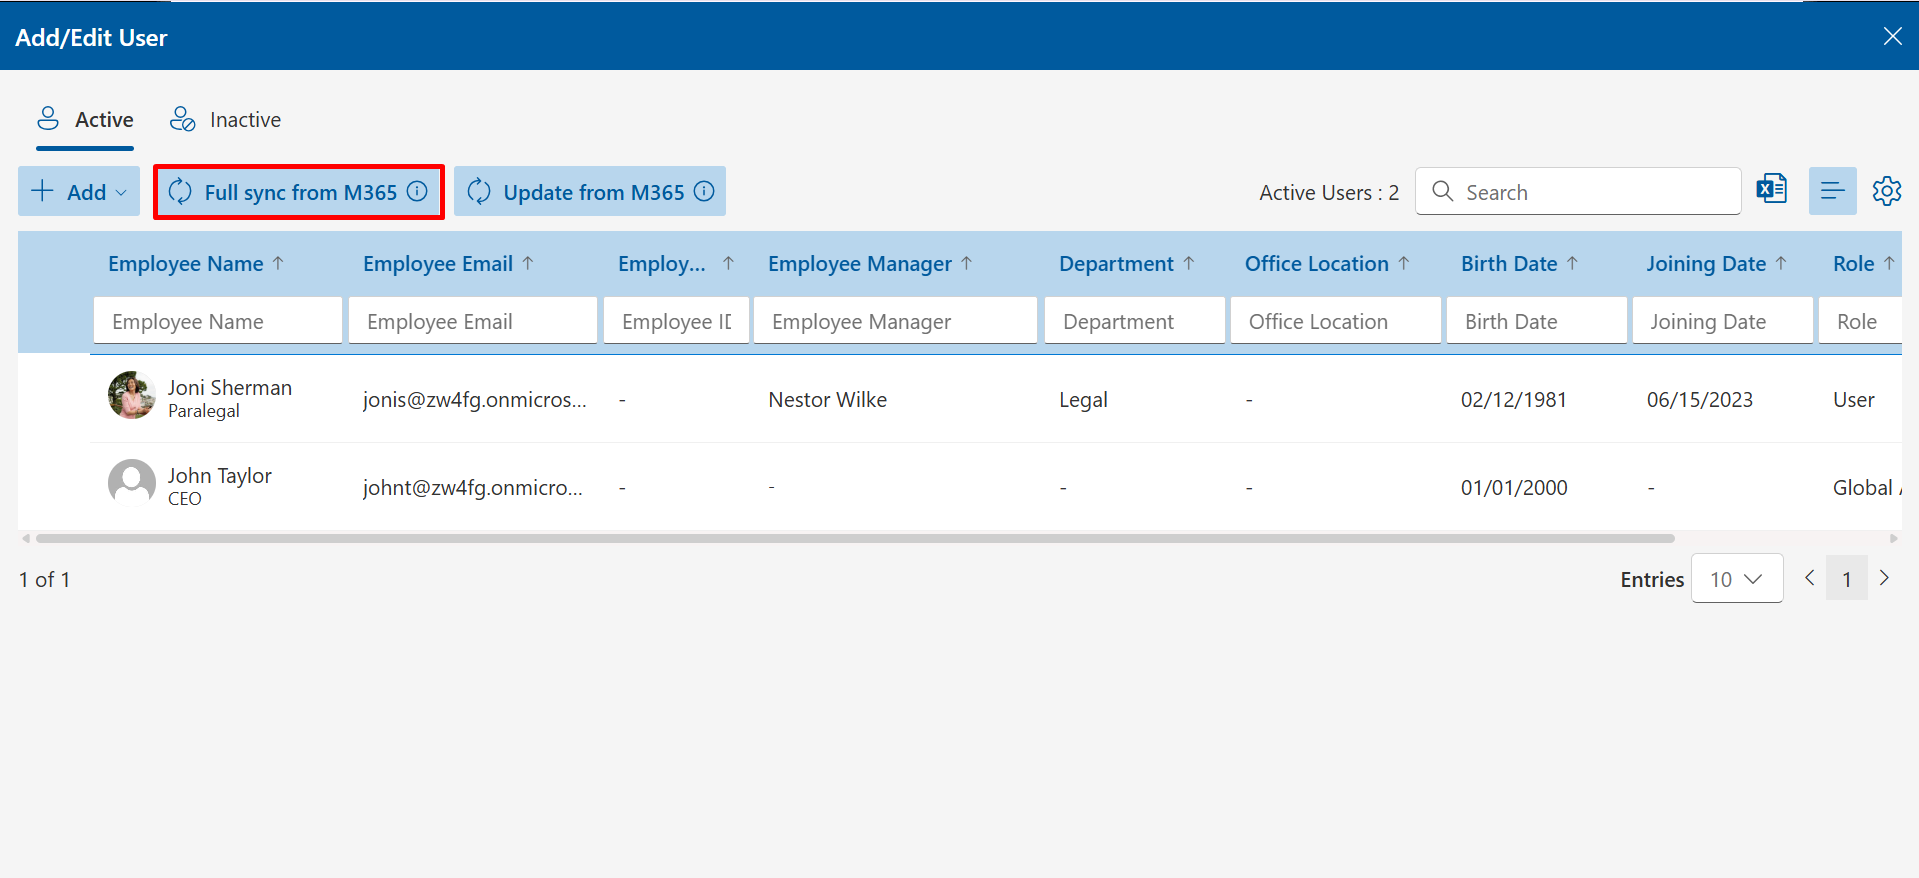 Add/Edit User
Active
Inactive
Add
Full sync from M365
Update from M365
Active Users : 2
Search
Employee Name
Employee Email
Employ...
Employee Manager
Department
Office Location
Birth Date
Joining Date
Role
Employee Name
Employee Email
Employee ID
Employee Manager
Department
Office Location
Birth Date
Joining Date
Role
Joni Sherman
Paralegal
jonis@zw4fg.onmicros...
-
Nestor Wilke
Legal
-
02/12/1981
06/15/2023
User
John Taylor
CEO
johnt@zw4fg.onmicro...
-
-
-
-
01/01/2000
-
Global
1 of 1
Entries
10
1